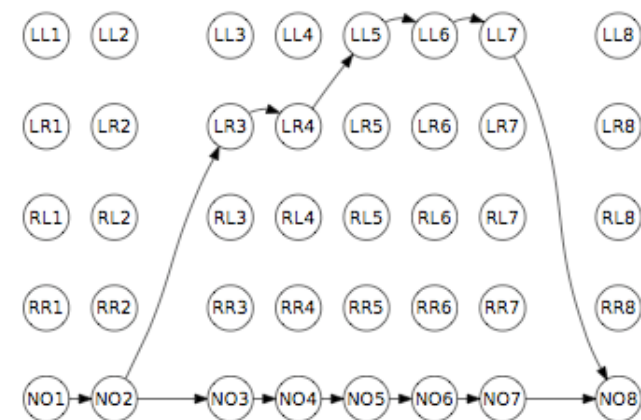 LL1 LL2 LL3 LL4 LL5 LL6 LL7 LL8
LR1 LR2 LR3 LR4 LR5 LR6 LR7 LR8
RL1 RL2 RL3 RL4 RL5 RL6 RL7 RL8
RR1 RR2 RR3 RR4 RR5 RR6 RR7 RR8
NO1 NO2 NO3 NO4 NO5 NO6 NO7 NO8